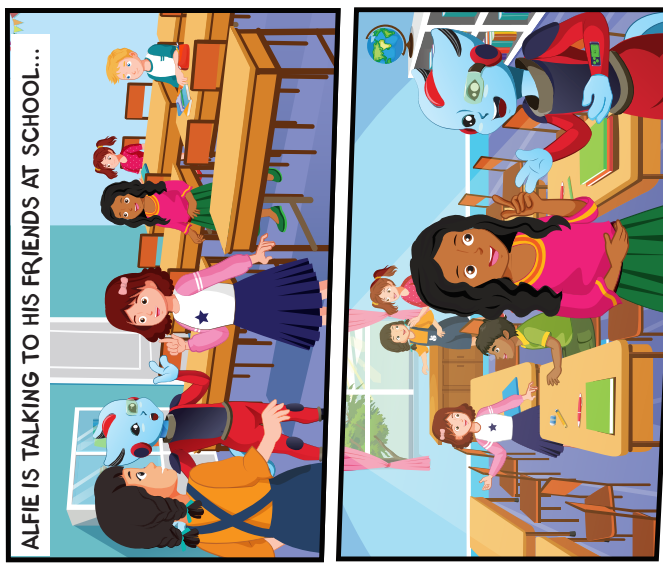 ALFIE IS TALKING TO HIS FRIENDS AT SCHOOL...